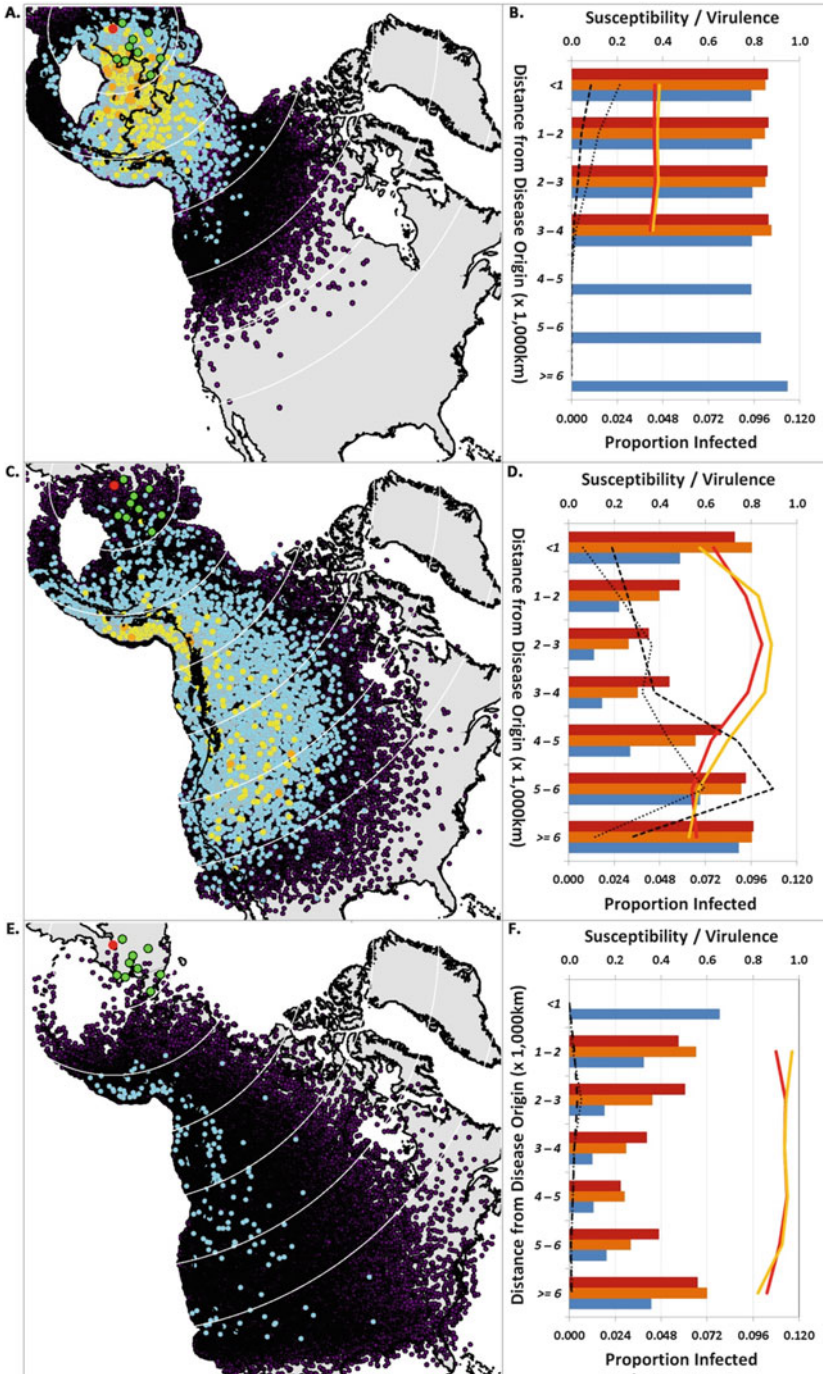 A.
B.
Susceptibility / Virulence
0.0 0.2 0.4 0.6 0.8 1.0
Distance from Disease Origin (x 1,000km)
<1
1 – 2
2 – 3
3 – 4
4 – 5
5 – 6
>= 6
0.000 0.024 0.048 0.072 0.096 0.120
Proportion Infected
C.
D.
Susceptibility / Virulence
0.0 0.2 0.4 0.6 0.8 1.0
Distance from Disease Origin (x 1,000km)
<1
1 – 2
2 – 3
3 – 4
4 – 5
5 – 6
>= 6
0.000 0.024 0.048 0.072 0.096 0.120
Proportion Infected
E.
F.
Susceptibility / Virulence
0.0 0.2 0.4 0.6 0.8 1.0
Distance from Disease Origin (x 1,000km)
<1
1 – 2
2 – 3
3 – 4
4 – 5
5 – 6
>= 6
0.000 0.024 0.048 0.072 0.096 0.120
Proportion Infected